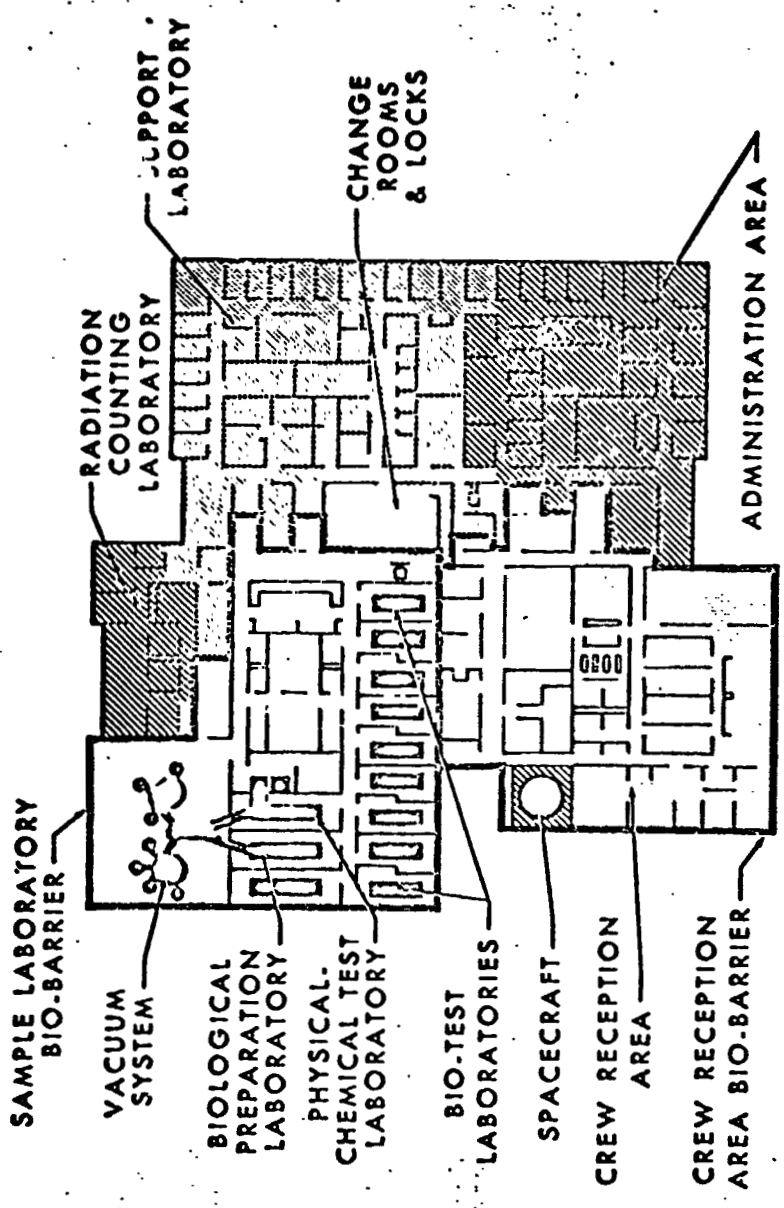 SAMPLE LABORATORY
BIO-BARRIER
VACUUM
SYSTEM
BIOLOGICAL
PREPARATION
LABORATORY
PHYSICAL-
CHEMICAL TEST
LABORATORY
BIO-TEST
LABORATORIES
SPACECRAFT
CREW RECEPTION
AREA
CREW RECEPTION
AREA BIO-BARRIER
RADIATION
COUNTING
LABORATORY
SUPPORT
LABORATORY
CHANGE
ROOMS
& LOCKS
ADMINISTRATION AREA